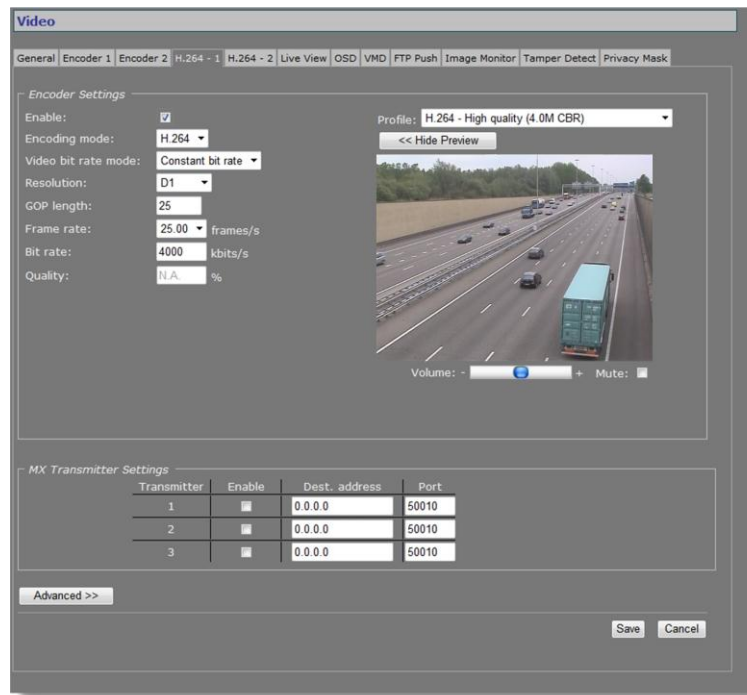 Video
General Encoder 1 Encoder 2 H.264 - 1 H.264 - 2 Live View OSD VMD FTP Push Image Monitor Tamper Detect Privacy Mask
Encoder Settings
Enable:
Profile: H.264 - High quality (4.0M CBR)
Encoding mode: H.264
<< Hide Preview
Video bit rate mode: Constant bit rate
Resolution: D1
GOP length: 25
Frame rate: 25.00 frames/s
Bit rate: 4000 kbits/s
Quality: N.A. %
Volume: - + Mute:
MX Transmitter Settings
Transmitter Enable Dest. address Port
1 0.0.0.0 50010
2 0.0.0.0 50010
3 0.0.0.0 50010
Advanced >>
Save Cancel